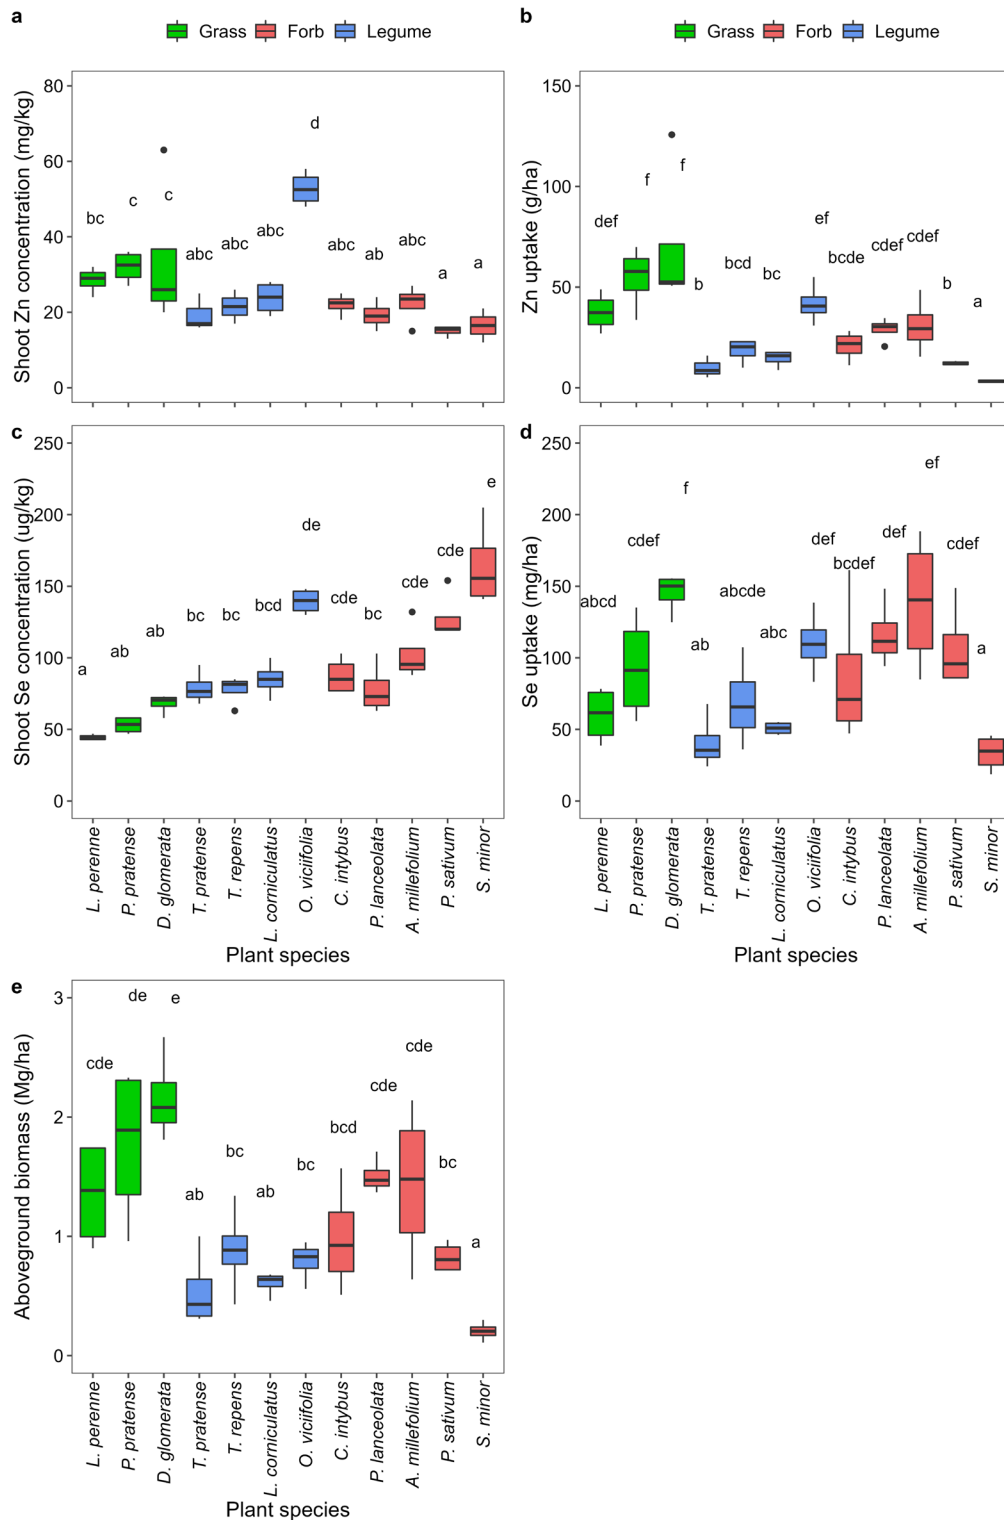 a
Grass Forb Legume
Shoot Zn concentration (mg/kg)
80
60
40
20
0
bc
c
c
abc
abc
abc
d
abc
ab
abc
a
a
b
Grass Forb Legume
Zn uptake (g/ha)
150
100
50
0
def
f
f
b
bcd
bc
ef
bcde
cdef
cdef
b
a
c
Shoot Se concentration (ug/kg)
250
200
150
100
50
0
a
ab
ab
bc
bc
bcd
de
cde
bc
cde
cde
e
L. perenne
P. pratense
D. glomerata
T. pratense
T. repens
L. corniculatus
O. viciifolia
C. intybus
P. lanceolata
A. millefolium
P. sativum
S. minor
Plant species
d
Se uptake (mg/ha)
250
200
150
100
50
0
abcd
cdef
f
ab
abcde
abc
def
bcdef
def
ef
cdef
a
L. perenne
P. pratense
D. glomerata
T. pratense
T. repens
L. corniculatus
O. viciifolia
C. intybus
P. lanceolata
A. millefolium
P. sativum
S. minor
Plant species
e
Aboveground biomass (Mg/ha)
3
2
1
0
cde
de
e
ab
bc
ab
bc
bcd
cde
cde
bc
a
L. perenne
P. pratense
D. glomerata
T. pratense
T. repens
L. corniculatus
O. viciifolia
C. intybus
P. lanceolata
A. millefolium
P. sativum
S. minor
Plant species